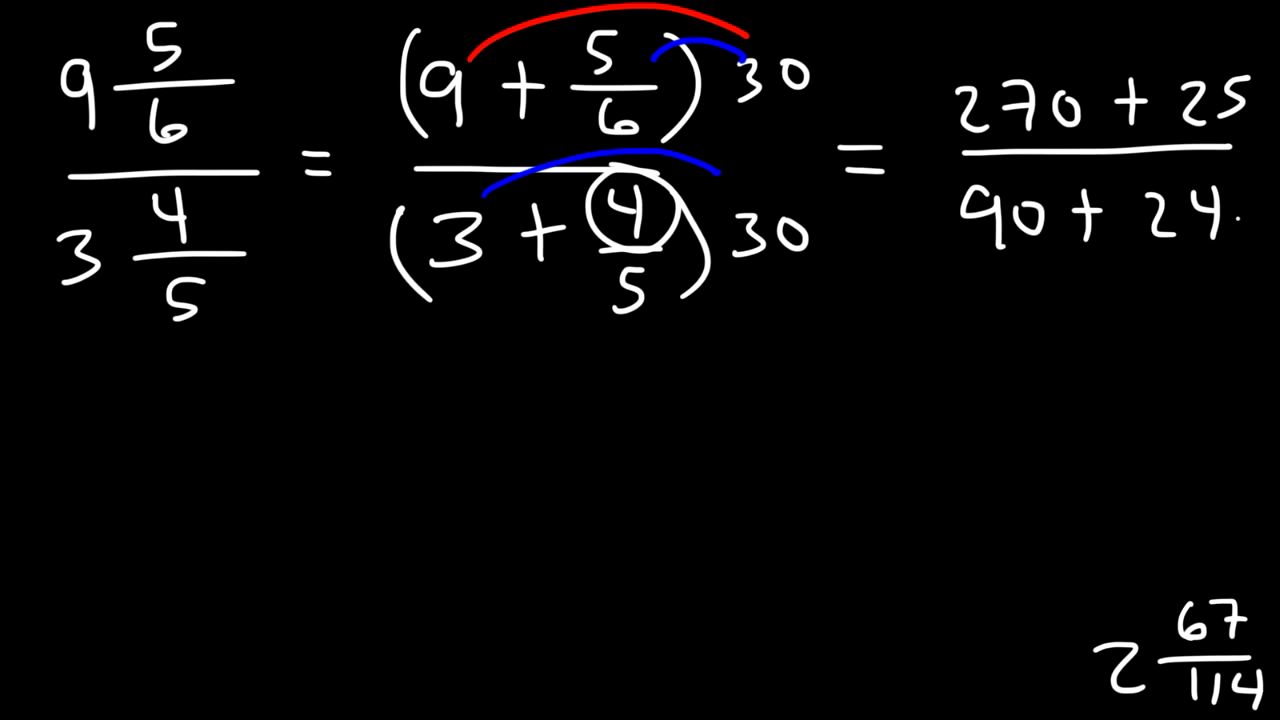 9 5/6 / 3 4/5 = (9 + 5/6) 30 / (3 + 4/5) 30 = 270 + 25 / 90 + 24.
2 67/114